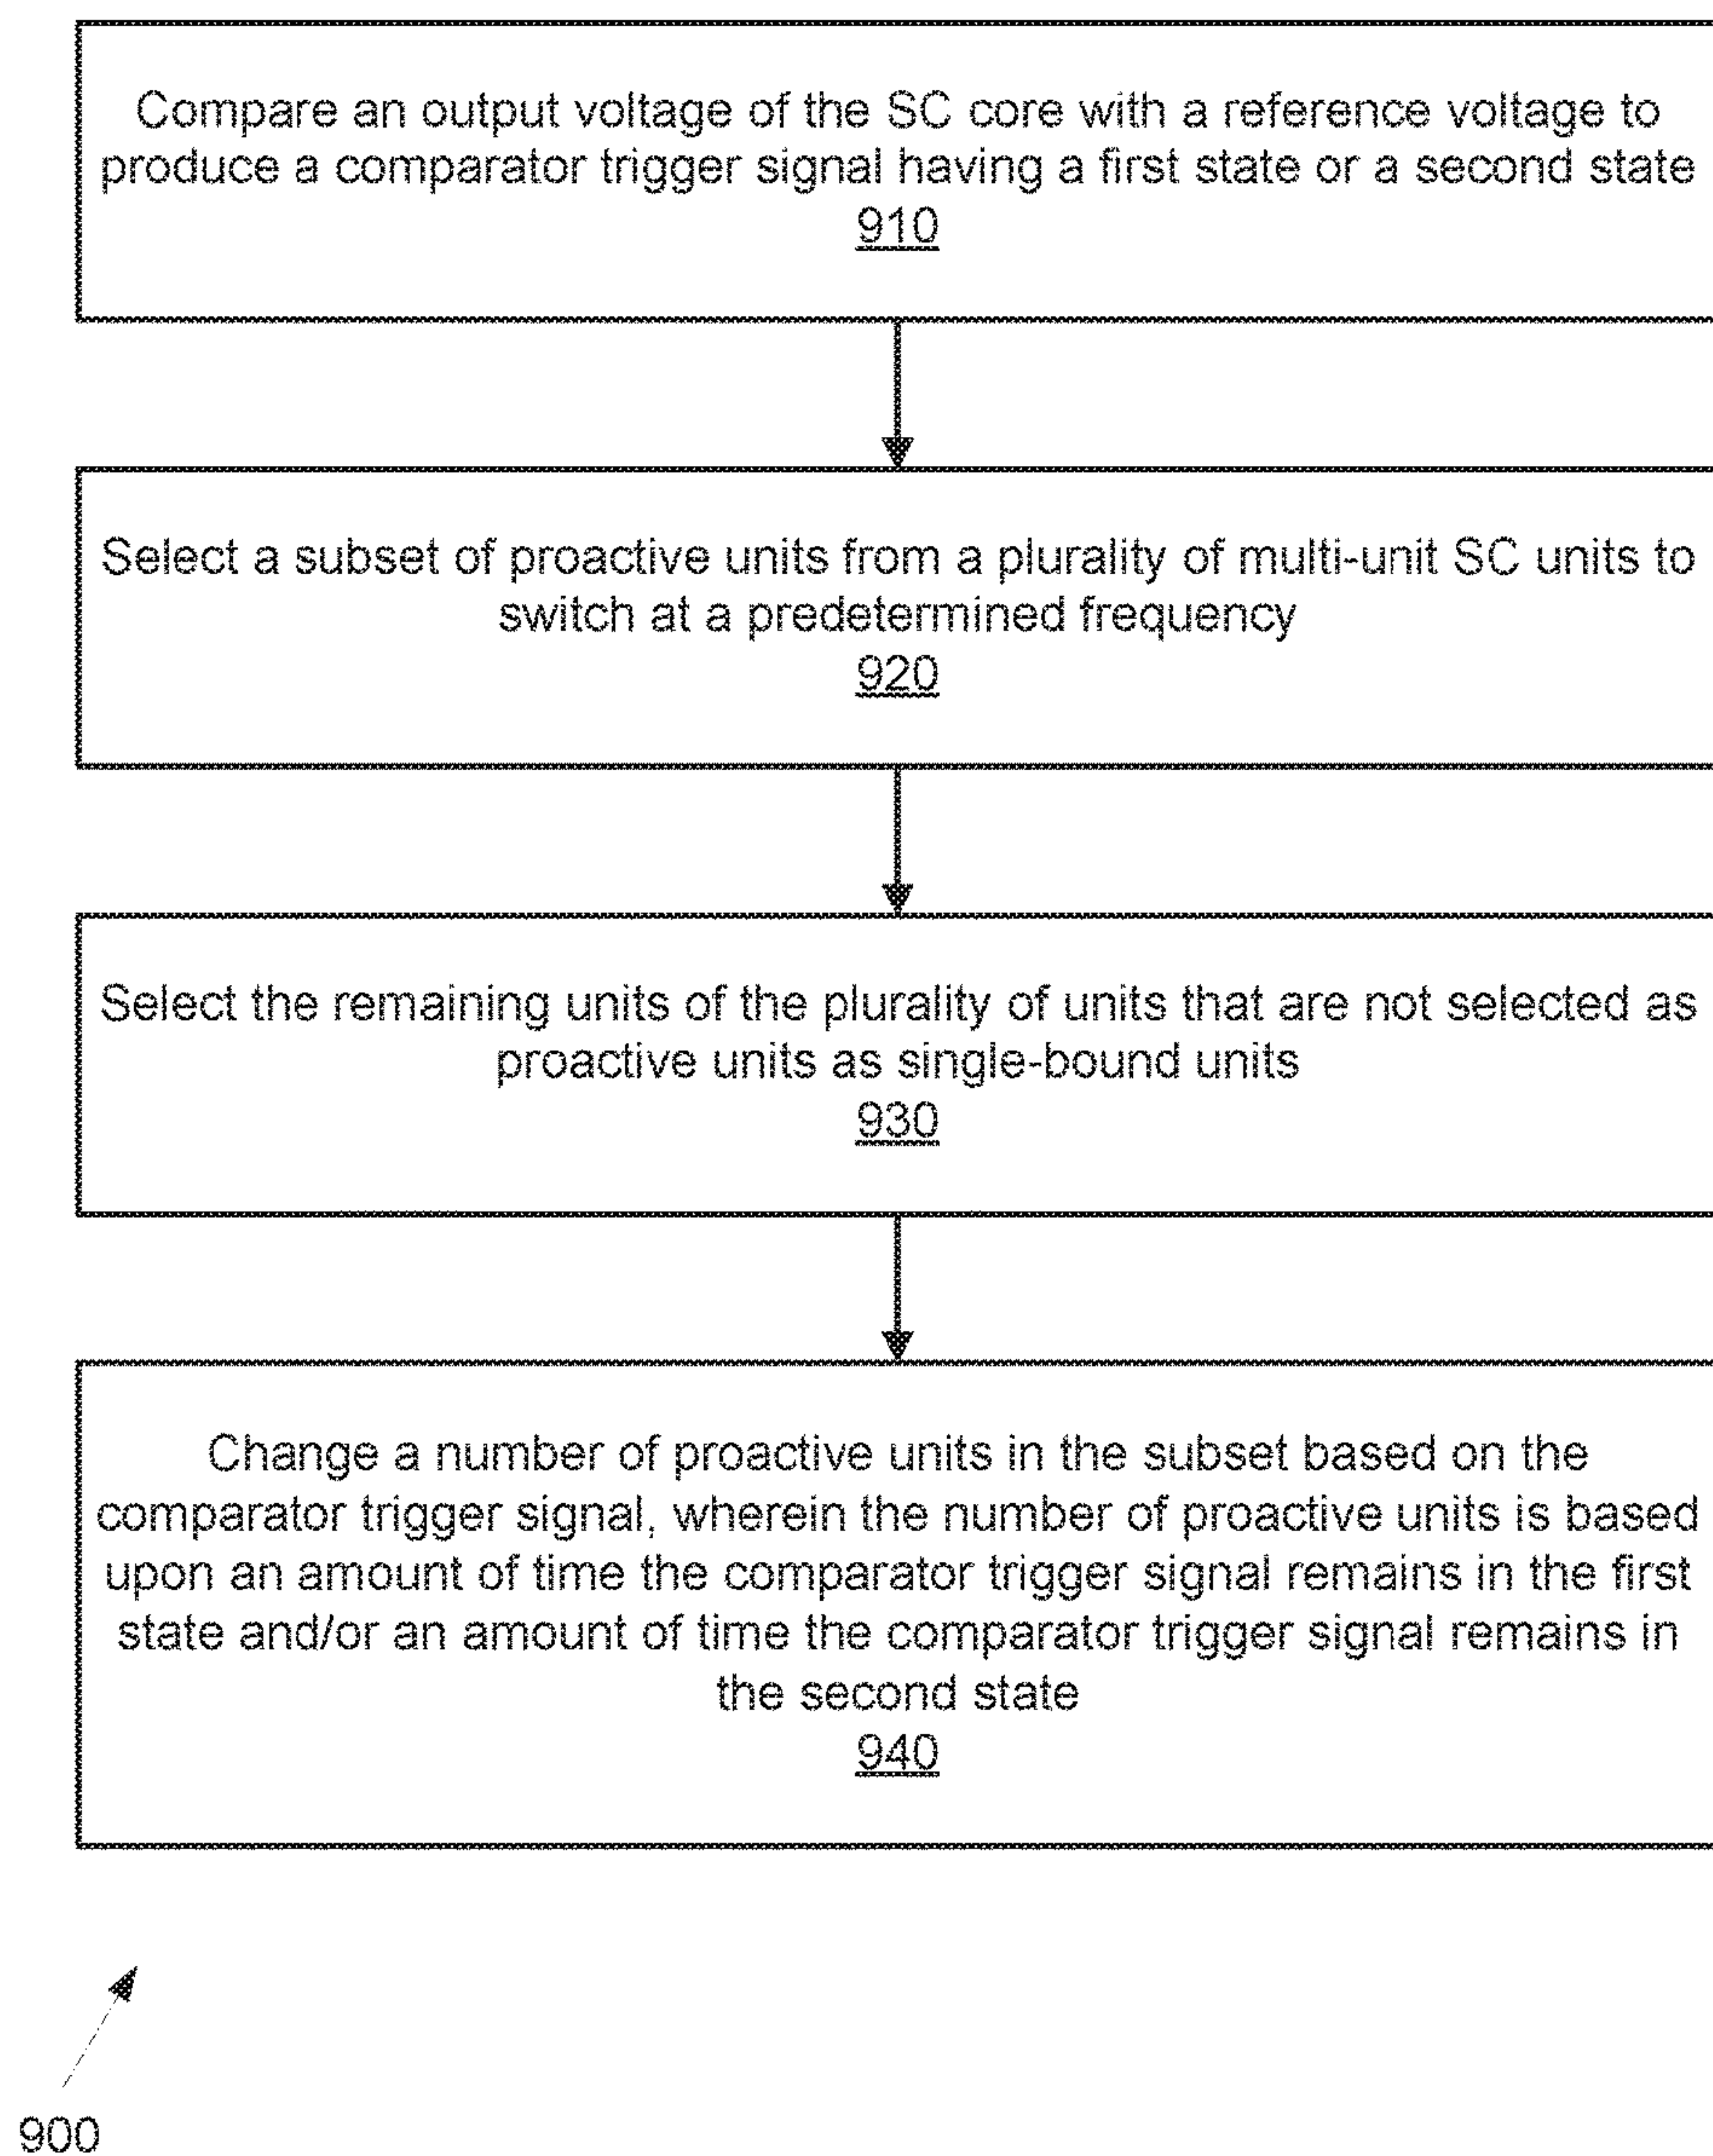 Compare an output voltage of the SC core with a reference voltage to
produce a comparator trigger signal having a first state or a second state
910
Select a subset of proactive units from a plurality of multi-unit SC units to
switch at a predetermined frequency
920
Select the remaining units of the plurality of units that are not selected as
proactive units as single-bound units
930
Change a number of proactive units in the subset based on the
comparator trigger signal, wherein the number of proactive units is based
upon an amount of time the comparator trigger signal remains in the first
state and/or an amount of time the comparator trigger signal remains in
the second state
940
900